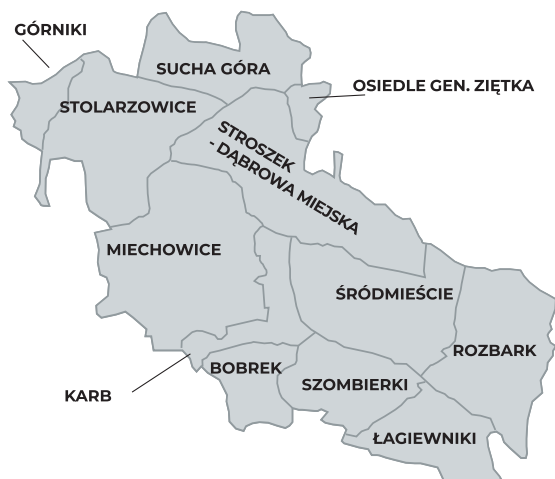 GÓRNIKI
SUCHA GÓRA
OSIEDLE GEN. ZIĘTKA
STOLARZOWICE
STROSZEK
- DĄBROWA MIEJSKA
MIECHOWICE
ŚRÓDMIEŚCIE
ROZBARK
BOBREK
SZOMBIERKI
KARB
ŁAGIEWNIKI